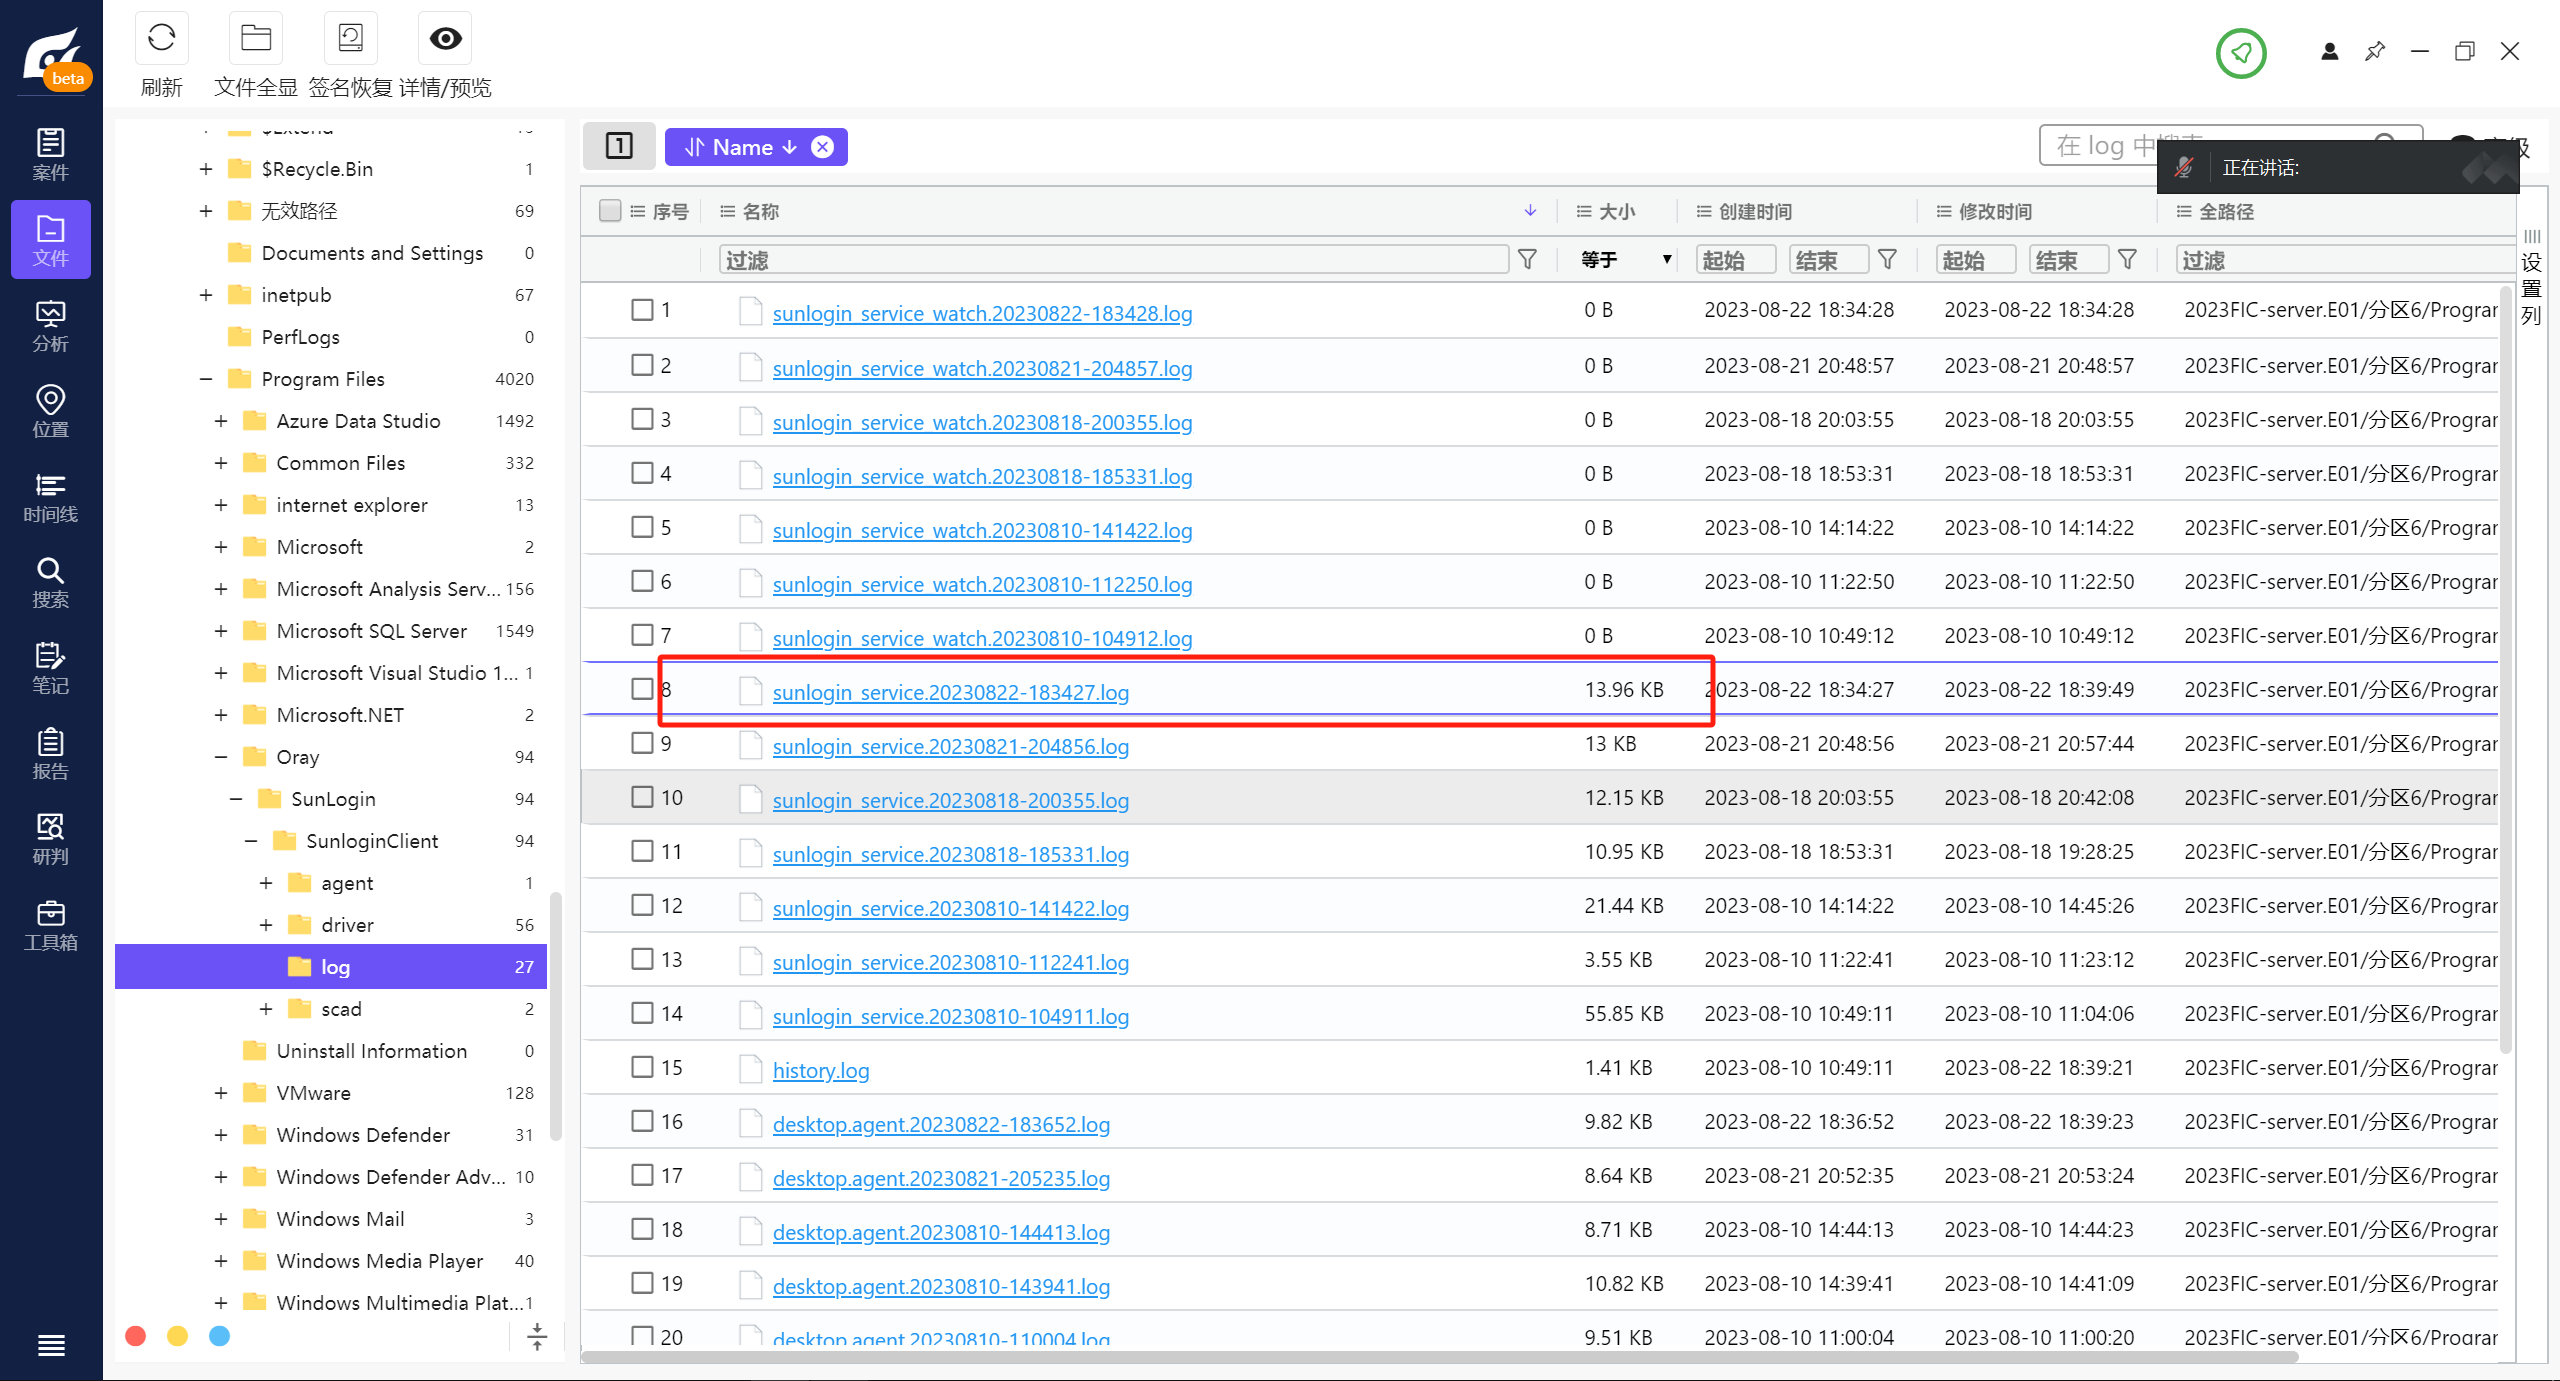 beta
刷新
文件全显
签名恢复
详情/预览
案件
文件
分析
位置
时间线
搜索
笔记
报告
研判
工具箱
$Recycle.Bin 1
无效路径 69
Documents and Settings 0
inetpub 67
PerfLogs 0
Program Files 4020
Azure Data Studio 1492
Common Files 332
internet explorer 13
Microsoft 2
Microsoft Analysis Serv... 156
Microsoft SQL Server 1549
Microsoft Visual Studio 1... 1
Microsoft.NET 2
Oray 94
SunLogin 94
SunloginClient 94
agent 1
driver 56
log 27
scad 2
Uninstall Information 0
VMware 128
Windows Defender 31
Windows Defender Adv... 10
Windows Mail 3
Windows Media Player 40
Windows Multimedia Plat... 1
1 Name
在 log 中搜索
正在讲话:
序号 名称 大小 创建时间 修改时间 全路径
过滤 等于 起始 结束 起始 结束 过滤
设置列
1 sunlogin_service_watch.20230822-183428.log 0 B 2023-08-22 18:34:28 2023-08-22 18:34:28 2023FIC-server.E01/分区6/Program
2 sunlogin_service_watch.20230821-204857.log 0 B 2023-08-21 20:48:57 2023-08-21 20:48:57 2023FIC-server.E01/分区6/Program
3 sunlogin_service_watch.20230818-200355.log 0 B 2023-08-18 20:03:55 2023-08-18 20:03:55 2023FIC-server.E01/分区6/Program
4 sunlogin_service_watch.20230818-185331.log 0 B 2023-08-18 18:53:31 2023-08-18 18:53:31 2023FIC-server.E01/分区6/Program
5 sunlogin_service_watch.20230810-141422.log 0 B 2023-08-10 14:14:22 2023-08-10 14:14:22 2023FIC-server.E01/分区6/Program
6 sunlogin_service_watch.20230810-112250.log 0 B 2023-08-10 11:22:50 2023-08-10 11:22:50 2023FIC-server.E01/分区6/Program
7 sunlogin_service_watch.20230810-104912.log 0 B 2023-08-10 10:49:12 2023-08-10 10:49:12 2023FIC-server.E01/分区6/Program
8 sunlogin_service.20230822-183427.log 13.96 KB 2023-08-22 18:34:27 2023-08-22 18:39:49 2023FIC-server.E01/分区6/Program
9 sunlogin_service.20230821-204856.log 13 KB 2023-08-21 20:48:56 2023-08-21 20:57:44 2023FIC-server.E01/分区6/Program
10 sunlogin_service.20230818-200355.log 12.15 KB 2023-08-18 20:03:55 2023-08-18 20:42:08 2023FIC-server.E01/分区6/Program
11 sunlogin_service.20230818-185331.log 10.95 KB 2023-08-18 18:53:31 2023-08-18 19:28:25 2023FIC-server.E01/分区6/Program
12 sunlogin_service.20230810-141422.log 21.44 KB 2023-08-10 14:14:22 2023-08-10 14:45:26 2023FIC-server.E01/分区6/Program
13 sunlogin_service.20230810-112241.log 3.55 KB 2023-08-10 11:22:41 2023-08-10 11:23:12 2023FIC-server.E01/分区6/Program
14 sunlogin_service.20230810-104911.log 55.85 KB 2023-08-10 10:49:11 2023-08-10 11:04:06 2023FIC-server.E01/分区6/Program
15 history.log 1.41 KB 2023-08-10 10:49:11 2023-08-22 18:39:21 2023FIC-server.E01/分区6/Program
16 desktop.agent.20230822-183652.log 9.82 KB 2023-08-22 18:36:52 2023-08-22 18:39:23 2023FIC-server.E01/分区6/Program
17 desktop.agent.20230821-205235.log 8.64 KB 2023-08-21 20:52:35 2023-08-21 20:53:24 2023FIC-server.E01/分区6/Program
18 desktop.agent.20230810-144413.log 8.71 KB 2023-08-10 14:44:13 2023-08-10 14:44:23 2023FIC-server.E01/分区6/Program
19 desktop.agent.20230810-143941.log 10.82 KB 2023-08-10 14:39:41 2023-08-10 14:41:09 2023FIC-server.E01/分区6/Program
20 desktop.agent.20230810-110004.log 9.51 KB 2023-08-10 11:00:04 2023-08-10 11:00:20 2023FIC-server.E01/分区6/Program